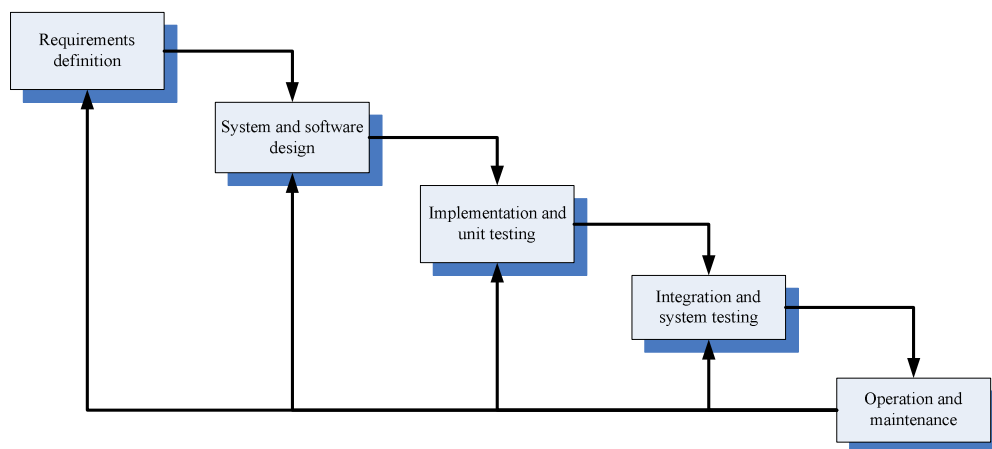 Requirements
definition
System and software
design
Implementation and
unit testing
Integration and
system testing
Operation and
maintenance